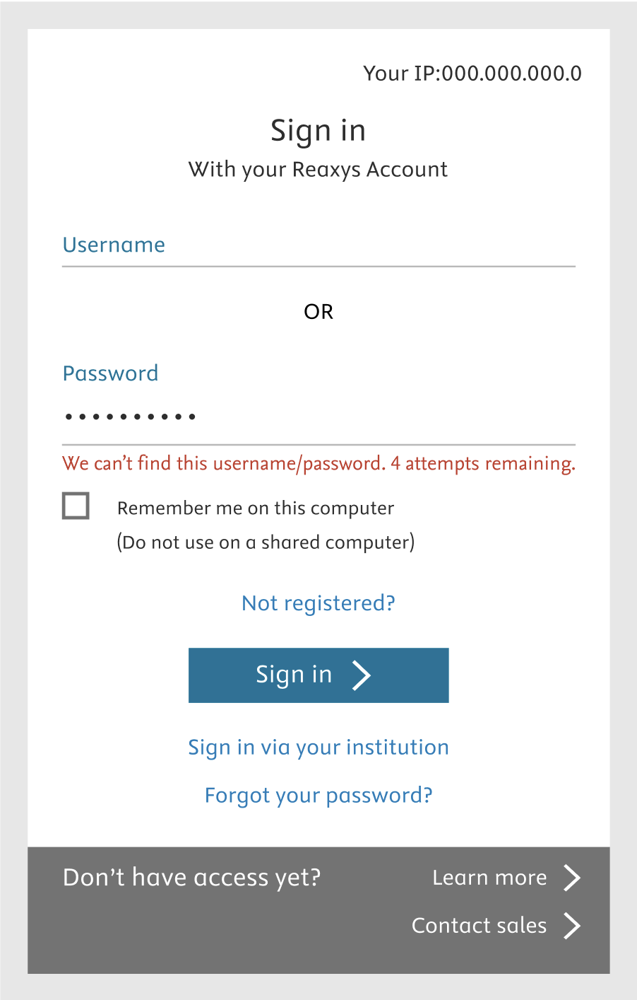 Your IP:000.000.000.0
Sign in
With your Reaxys Account
Username
OR
Password
••••••••••
We can’t find this username/password. 4 attempts remaining.
Remember me on this computer
(Do not use on a shared computer)
Not registered?
Sign in
Sign in via your institution
Forgot your password?
Don’t have access yet?
Learn more
Contact sales